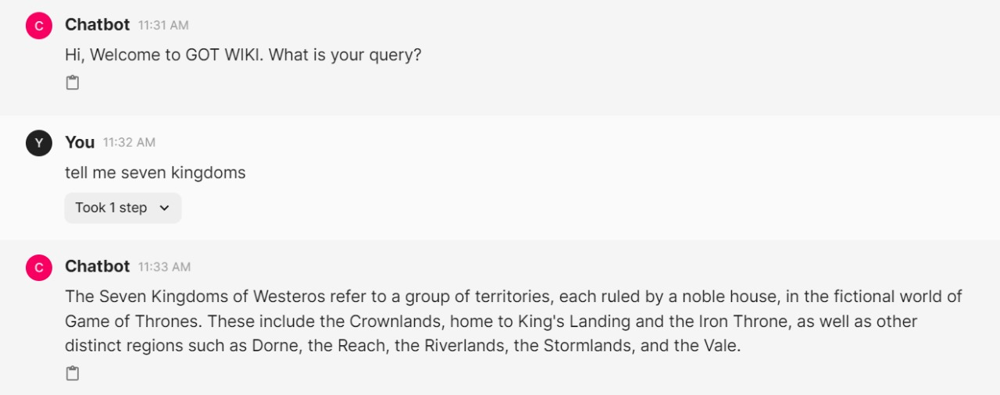 C Chatbot 11:31 AM
Hi, Welcome to GOT WIKI. What is your query?
Y You 11:32 AM
tell me seven kingdoms
Took 1 step
C Chatbot 11:33 AM
The Seven Kingdoms of Westeros refer to a group of territories, each ruled by a noble house, in the fictional world of
Game of Thrones. These include the Crownlands, home to King's Landing and the Iron Throne, as well as other
distinct regions such as Dorne, the Reach, the Riverlands, the Stormlands, and the Vale.